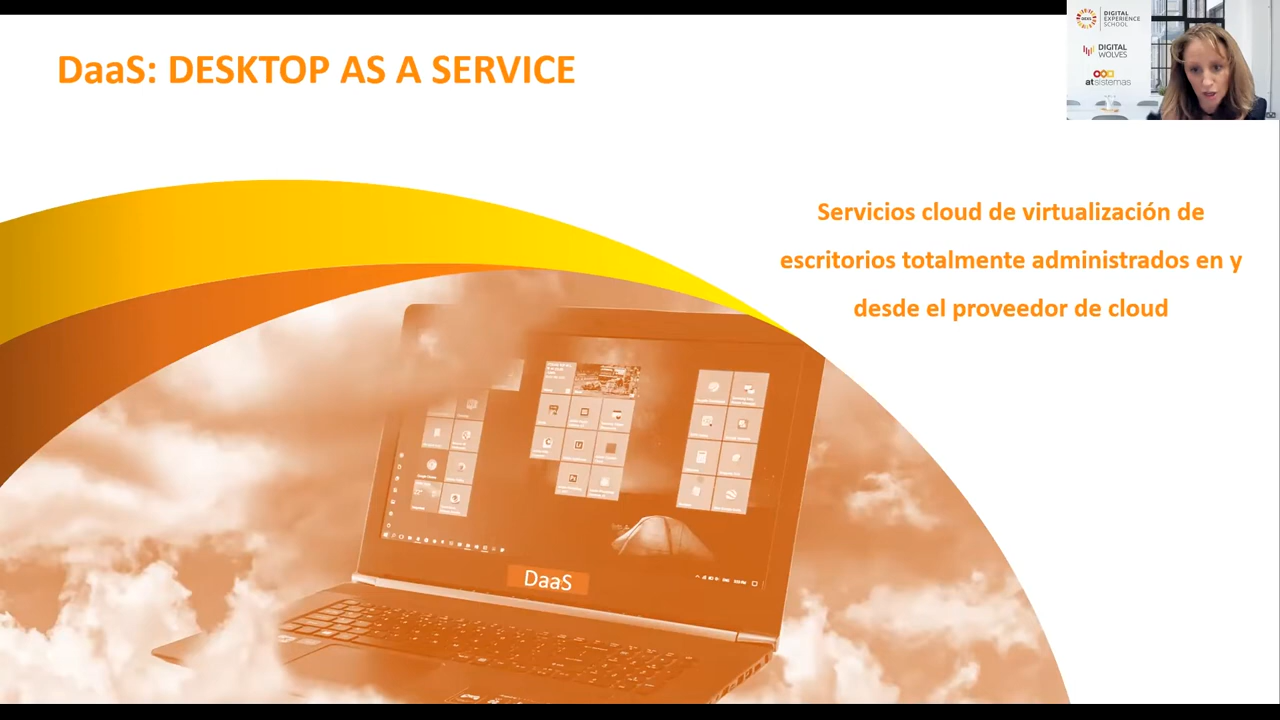 DaaS: DESKTOP AS A SERVICE
DIGITAL
EXPERIENCE
SCHOOL
DIGITAL
WOLVES
atsistemas
Servicios cloud de virtualización de
escritorios totalmente administrados en y
desde el proveedor de cloud
DaaS